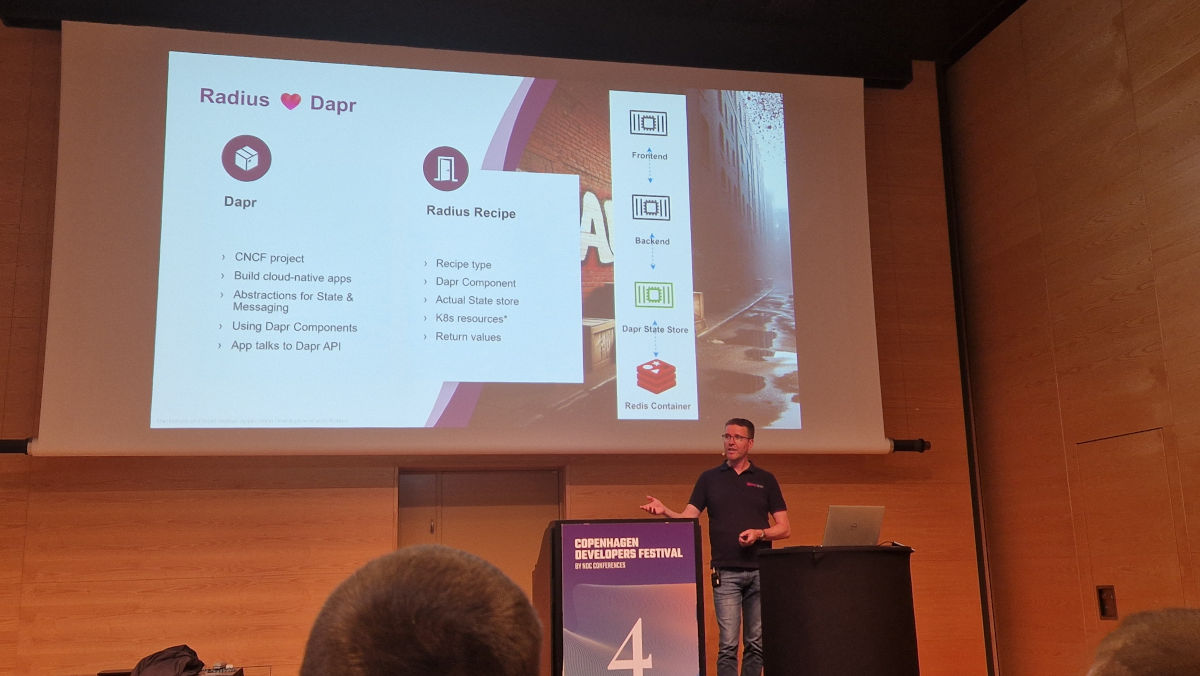 Radius ❤ Dapr
Dapr
› CNCF project
› Build cloud-native apps
› Abstractions for State &
Messaging
› Using Dapr Components
› App talks to Dapr API
Radius Recipe
› Recipe type
› Dapr Component
› Actual State store
› K8s resources*
› Return values
Frontend
Backend
Dapr State Store
Redis Container
COPENHAGEN
DEVELOPERS FESTIVAL
BY NDC CONFERENCES
4